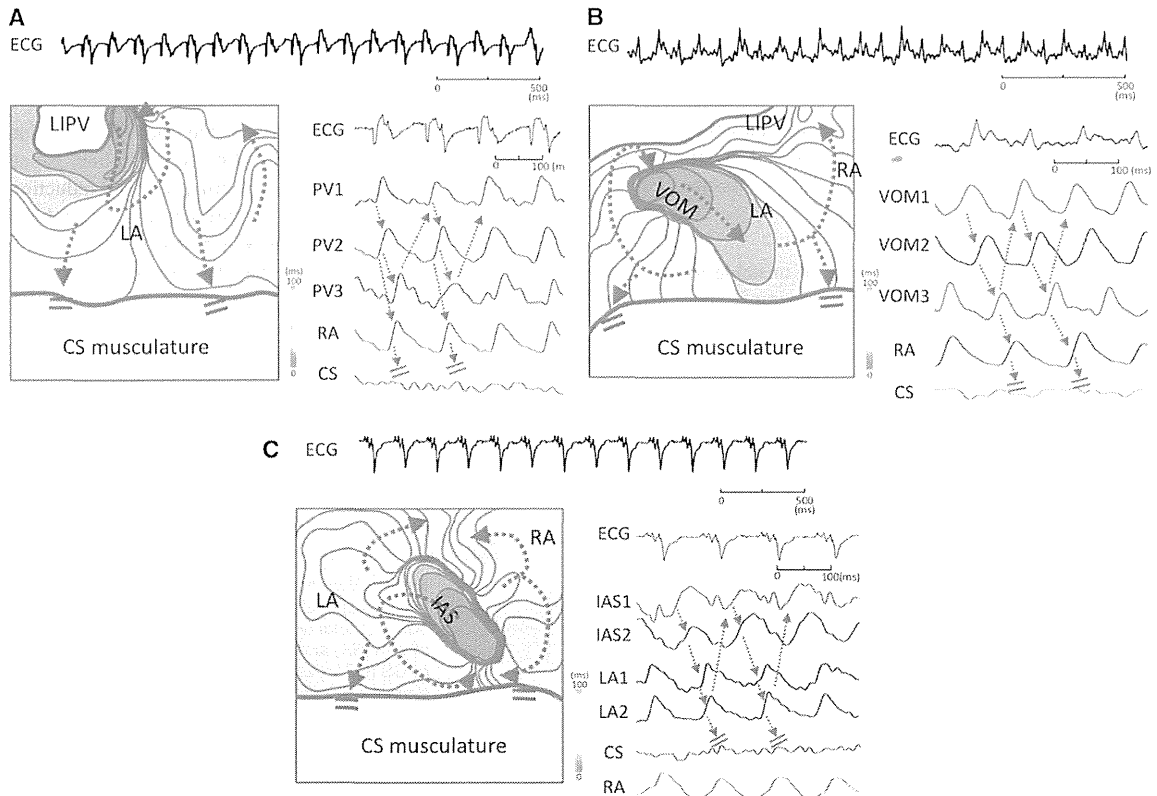 A
ECG
0 500
(ms)
LIPV
LA
CS musculature
(ms)
100
0
ECG
0 100 (m
PV1
PV2
PV3
RA
CS
B
ECG
0 500
(ms)
LIPV
RA
VOM
LA
CS musculature
100
0
ECG
0 100 (ms)
VOM1
VOM2
VOM3
RA
CS
C
ECG
0 500
(ms)
RA
LA
IAS
CS musculature
(ms)
100
0
ECG
0 100(ms)
IAS1
IAS2
LA1
LA2
CS
RA